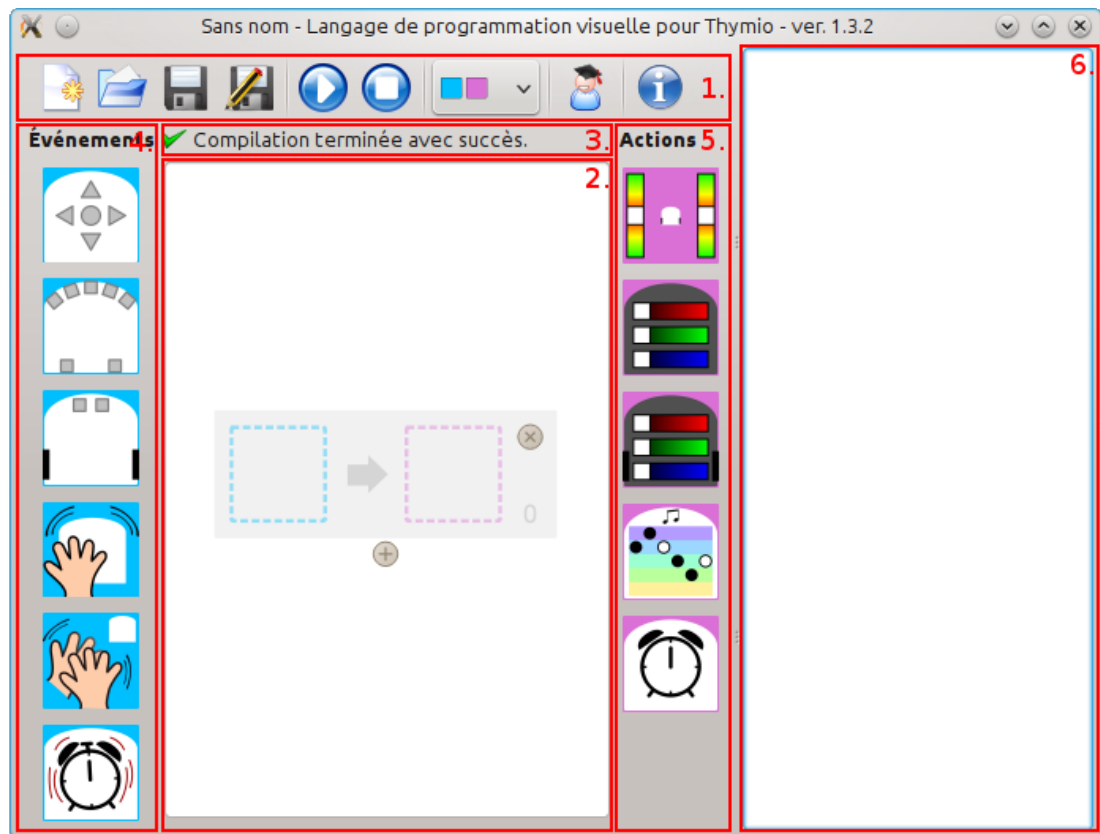 Sans nom - Langage de programmation visuelle pour Thymio - ver. 1.3.2
1.
6.
Événements 4.
Compilation terminée avec succès. 3.
Actions 5.
2.
0